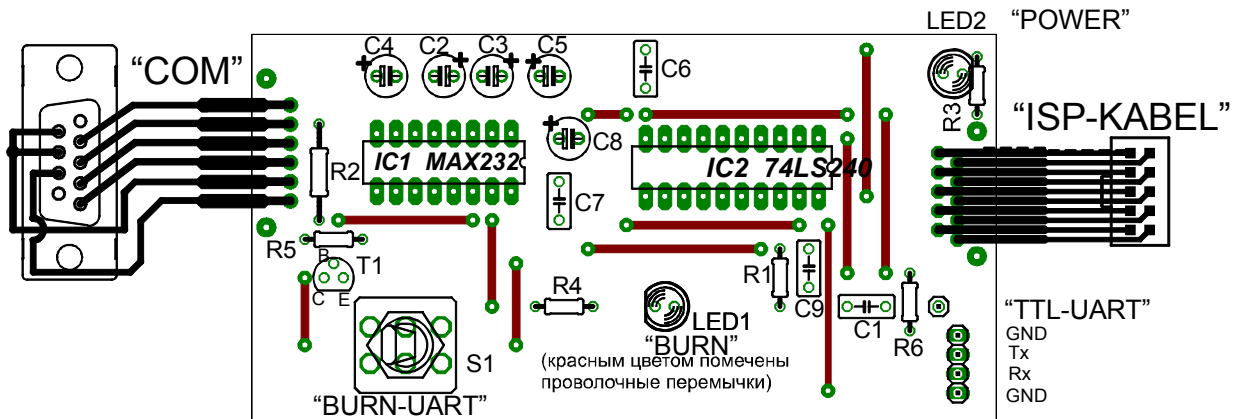 LED2 “POWER”
C4 C2 C3 C5
C6
“COM”
R3
“ISP-KABEL”
C8
R2
IC1 MAX232
IC2 74LS240
C7
R5
B
T1
C E
R1
C9
R4
C1
R6
LED1
“BURN”
“TTL-UART”
GND
Tx
Rx
GND
S1
(красным цветом помечены
проволочные перемычки)
“BURN-UART”